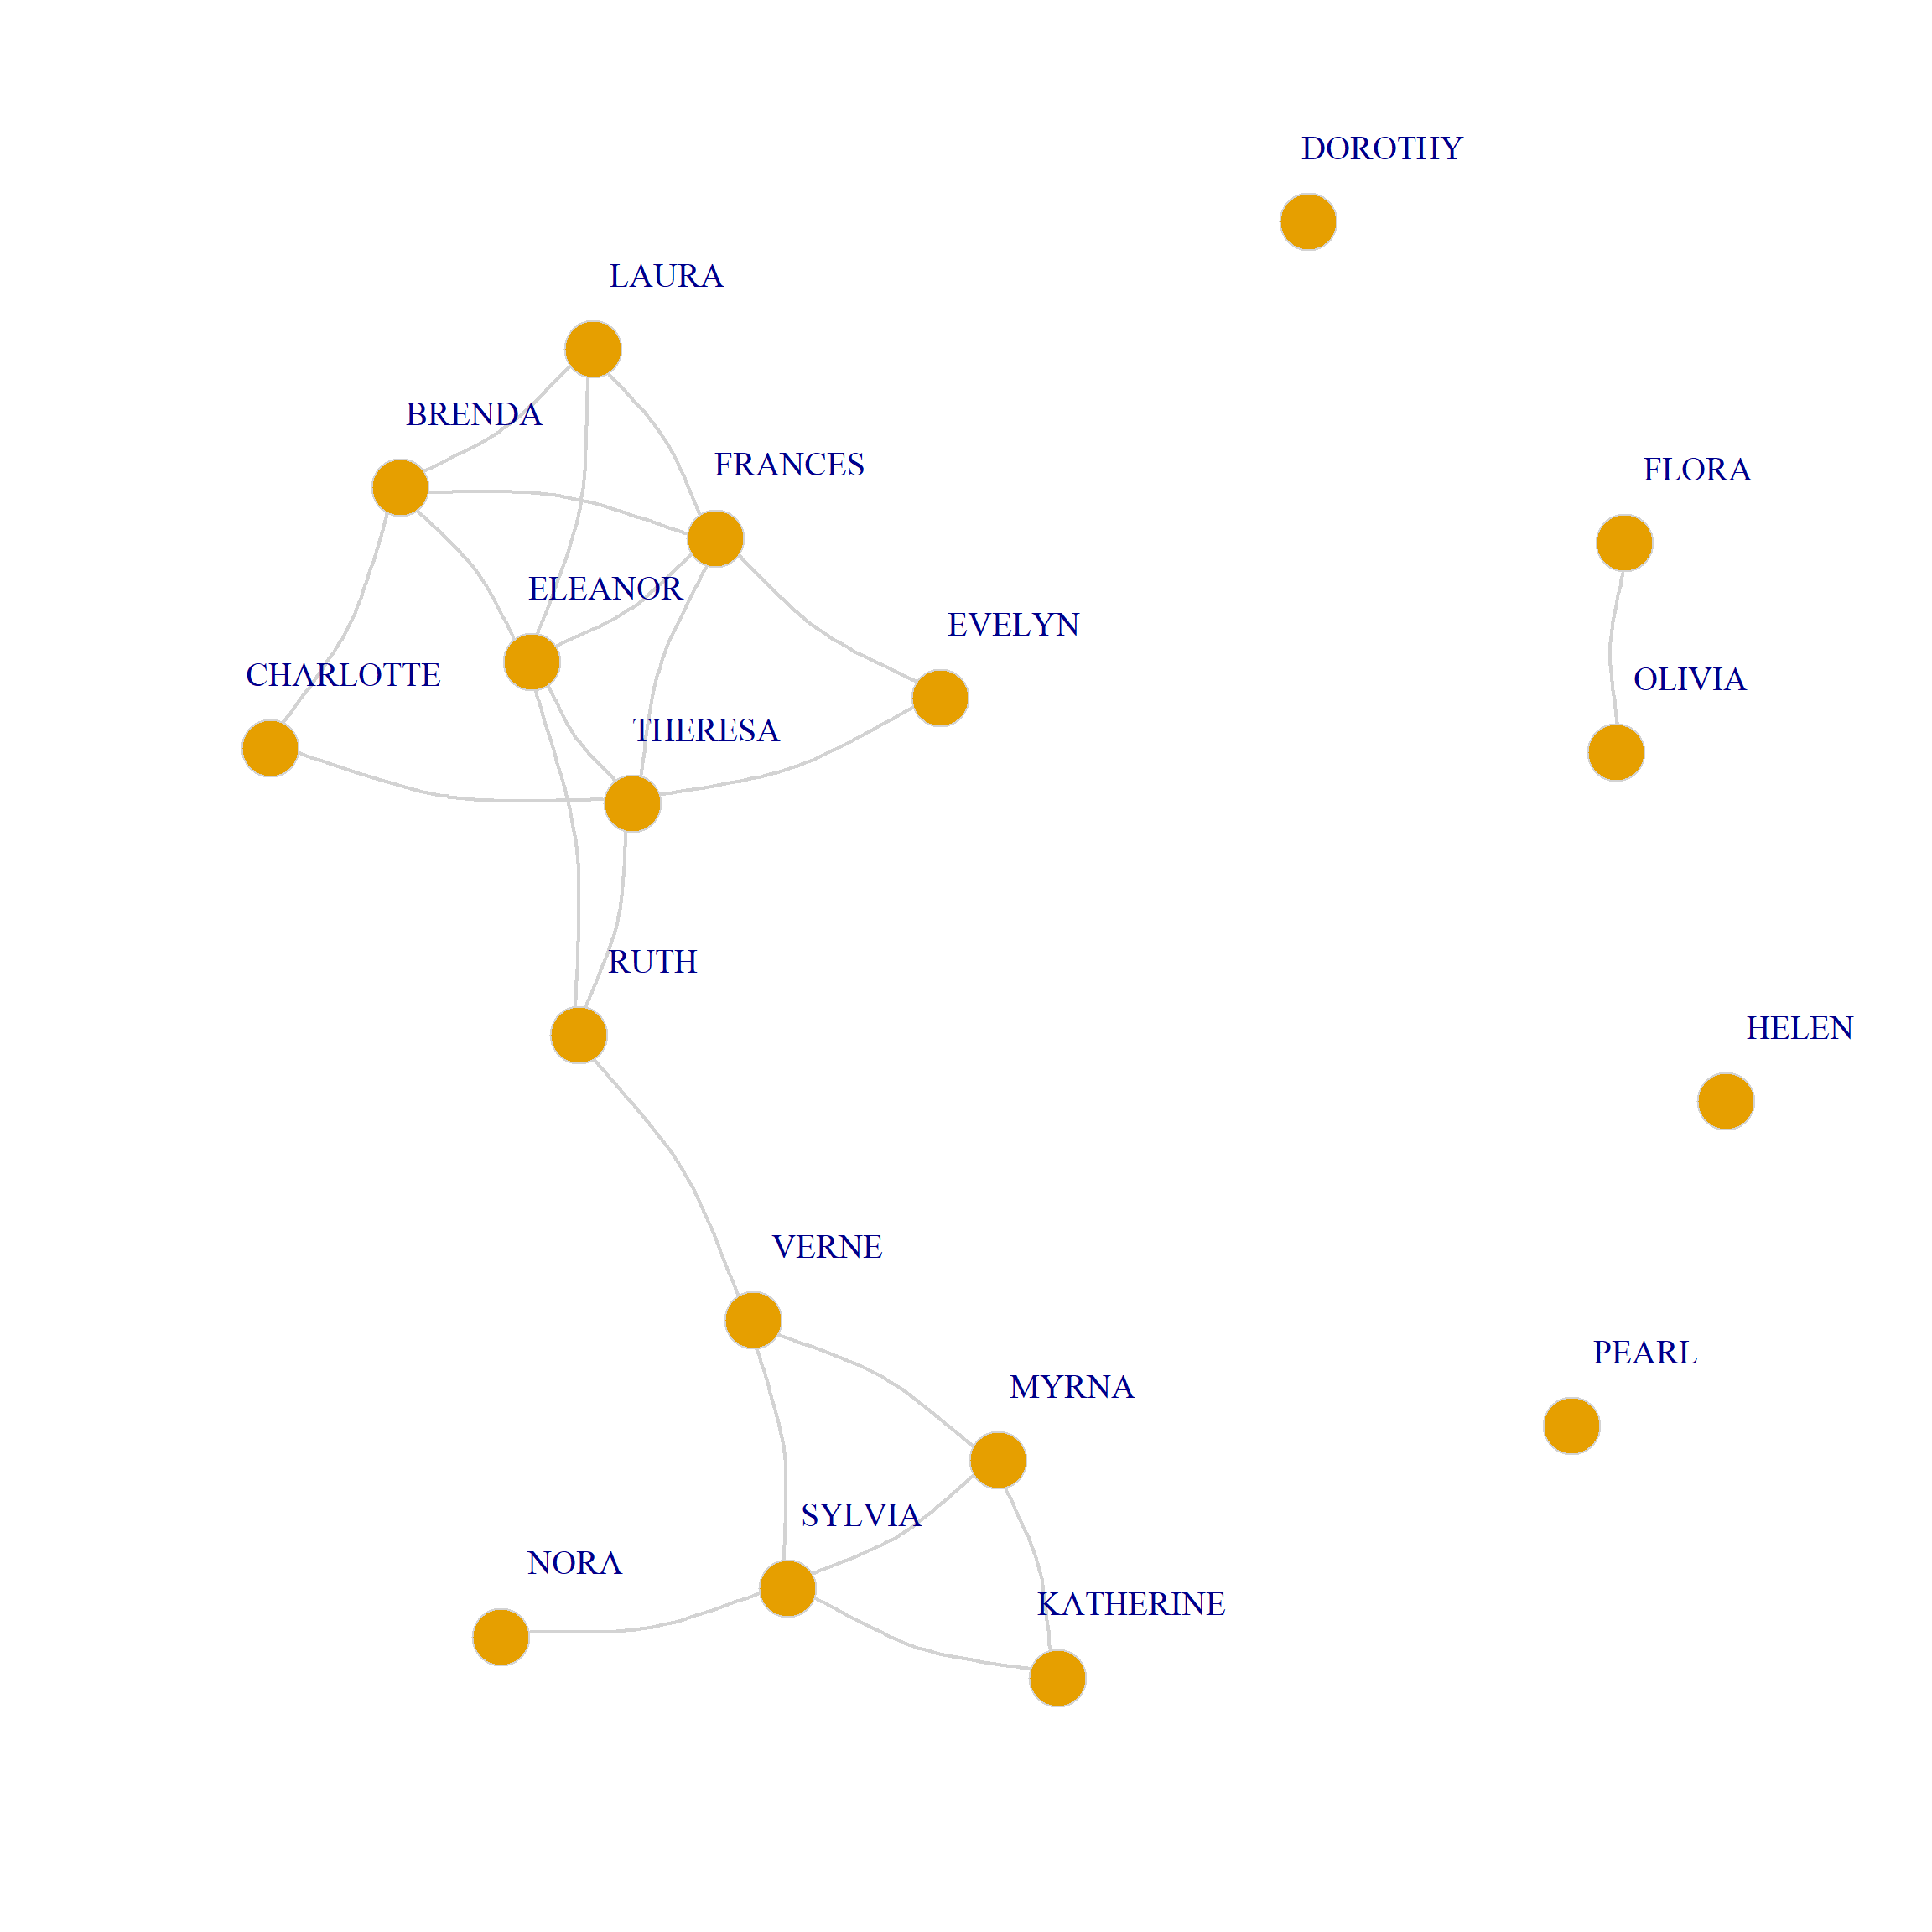 DOROTHY
LAURA
BRENDA
FRANCES
FLORA
ELEANOR
EVELYN
CHARLOTTE
OLIVIA
THERESA
RUTH
HELEN
VERNE
PEARL
MYRNA
SYLVIA
NORA
KATHERINE